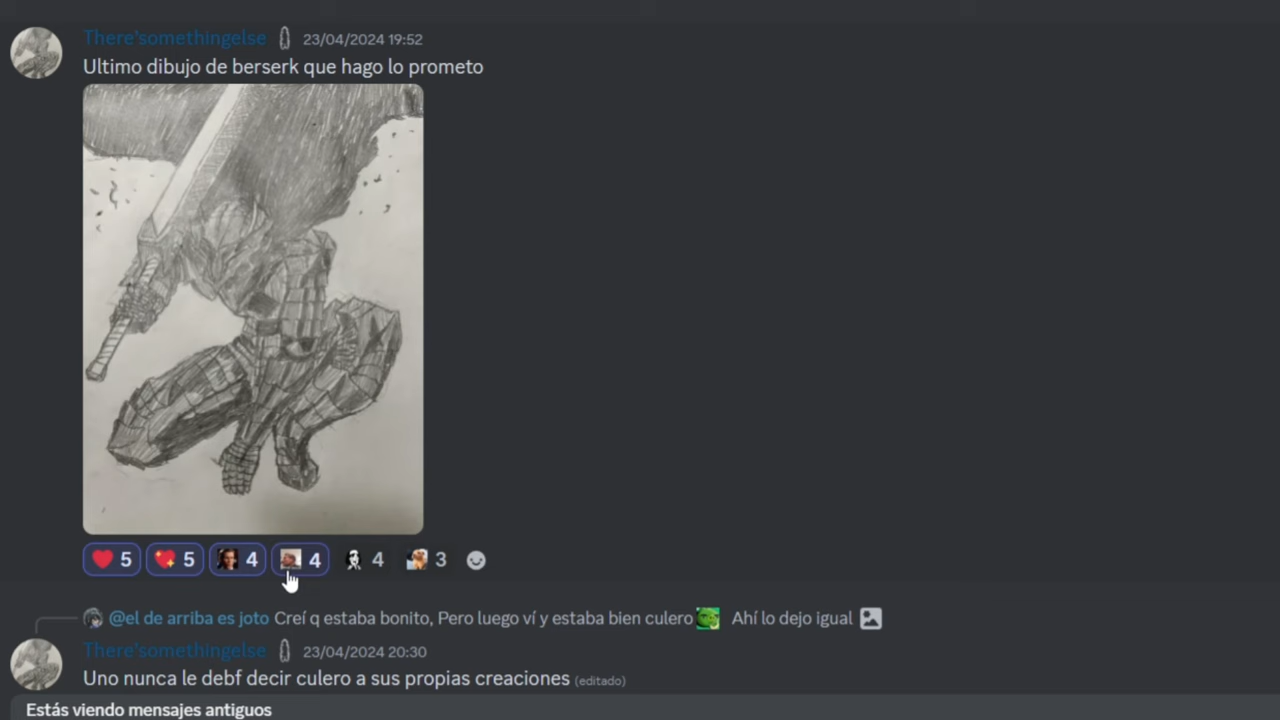 There'somethingelse 23/04/2024 19:52
Ultimo dibujo de berserk que hago lo prometo
5 5 4 4 4 3
@el de arriba es joto Creí q estaba bonito, Pero luego ví y estaba bien culero Ahí lo dejo igual
There'somethingelse 23/04/2024 20:30
Uno nunca le debf decir culero a sus propias creaciones (editado)
Estás viendo mensajes antiguos